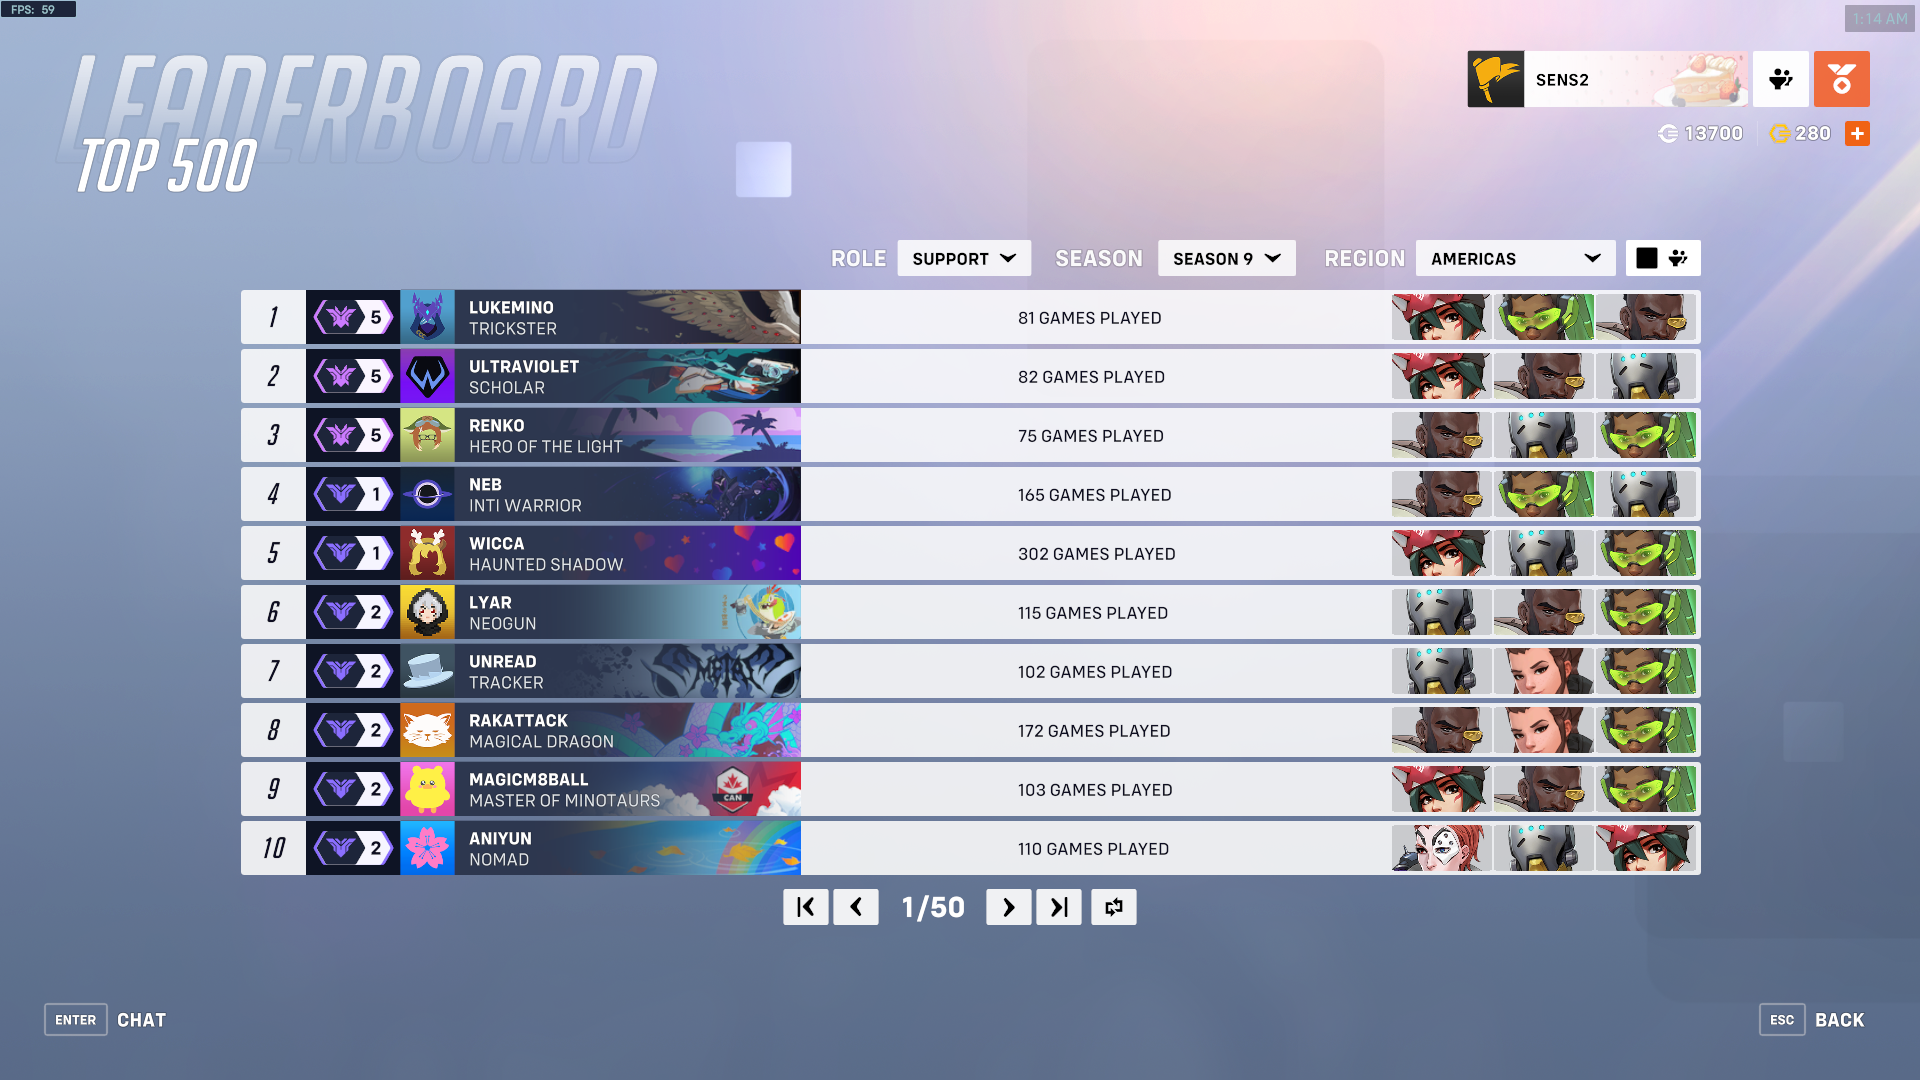 FPS: 59
1:14 AM
LEADERBOARD
TOP 500
SENS2
13700
280
ROLE SUPPORT SEASON SEASON 9 REGION AMERICAS
1 5 LUKEMINO 81 GAMES PLAYED
TRICKSTER
2 5 ULTRAVIOLET 82 GAMES PLAYED
SCHOLAR
3 5 RENKO 75 GAMES PLAYED
HERO OF THE LIGHT
4 1 NEB 165 GAMES PLAYED
INTI WARRIOR
5 1 WICCA 302 GAMES PLAYED
HAUNTED SHADOW
6 2 LYAR 115 GAMES PLAYED
NEOGUN
7 2 UNREAD 102 GAMES PLAYED
TRACKER
8 2 RAKATTACK 172 GAMES PLAYED
MAGICAL DRAGON
9 2 MAGICM8BALL 103 GAMES PLAYED
MASTER OF MINOTAURS
CAN
10 2 ANIYUN 110 GAMES PLAYED
NOMAD
1/50
ENTER CHAT
ESC BACK